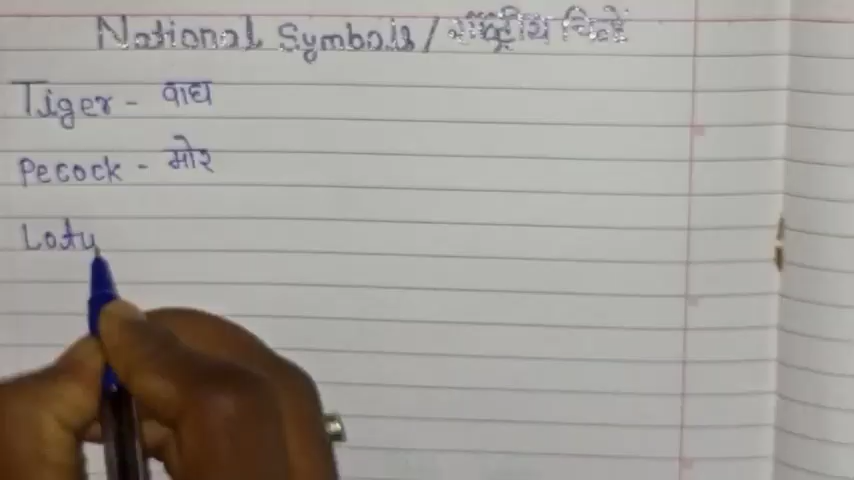 National Symbols / राष्ट्रीय चिन्हें
Tiger - वाघ
Pecock - मोर
Lotu